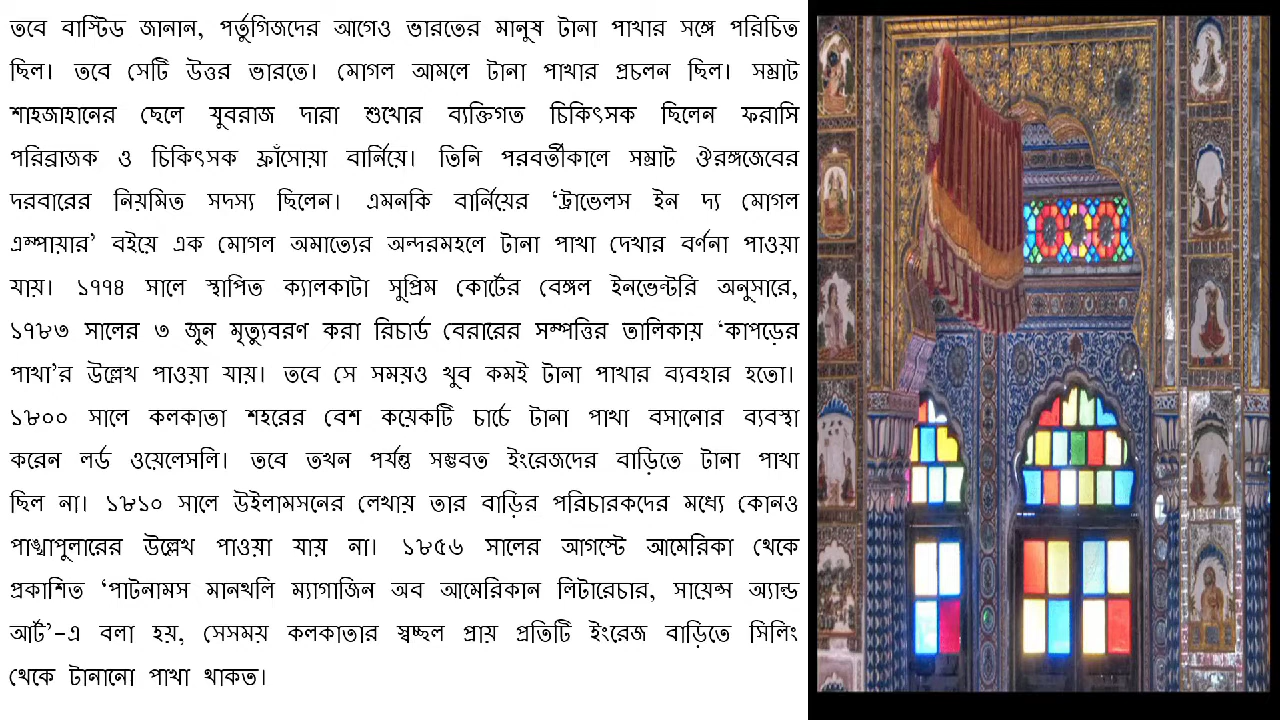 তবে বাস্টিড জানান, পর্তুগিজদের আগেও ভারতের মানুষ টানা পাখার সঙ্গে পরিচিত
ছিল। তবে সেটি উত্তর ভারতে। মোগল আমলে টানা পাখার প্রচলন ছিল। সম্রাট
শাহজাহানের ছেলে যুবরাজ দারা শুখোর ব্যক্তিগত চিকিৎসক ছিলেন ফরাসি
পরিব্রাজক ও চিকিৎসক ফ্রাঁসোয়া বার্নিয়ে। তিনি পরবর্তীকালে সম্রাট ঔরঙ্গজেবের
দরবারের নিয়মিত সদস্য ছিলেন। এমনকি বার্নিয়ের ‘ট্রাভেলস ইন দ্য মোগল
এম্পায়ার’ বইয়ে এক মোগল অমাত্যের অন্দরমহলে টানা পাখা দেখার বর্ণনা পাওয়া
যায়। ১৭৭৪ সালে স্থাপিত ক্যালকাটা সুপ্রিম কোর্টের বেঙ্গল ইনভেন্টরি অনুসারে,
১৭৮৩ সালের ৩ জুন মৃত্যুবরণ করা রিচার্ড বেরারের সম্পত্তির তালিকায় ‘কাপড়ের
পাখা’র উল্লেখ পাওয়া যায়। তবে সে সময়ও খুব কমই টানা পাখার ব্যবহার হতো।
১৮০০ সালে কলকাতা শহরের বেশ কয়েকটি চার্চে টানা পাখা বসানোর ব্যবস্থা
করেন লর্ড ওয়েলেসলি। তবে তখন পর্যন্ত সম্ভবত ইংরেজদের বাড়িতে টানা পাখা
ছিল না। ১৮১০ সালে উইলামসনের লেখায় তার বাড়ির পরিচারকদের মধ্যে কোনও
পাঙ্খাপুলারের উল্লেখ পাওয়া যায় না। ১৮৫৬ সালের আগস্টে আমেরিকা থেকে
প্রকাশিত ‘পাটনামস মানথলি ম্যাগাজিন অব আমেরিকান লিটারেচার, সায়েন্স অ্যান্ড
আর্ট’-এ বলা হয়, সেসময় কলকাতার স্বচ্ছল প্রায় প্রতিটি ইংরেজ বাড়িতে সিলিং
থেকে টানানো পাখা থাকত।